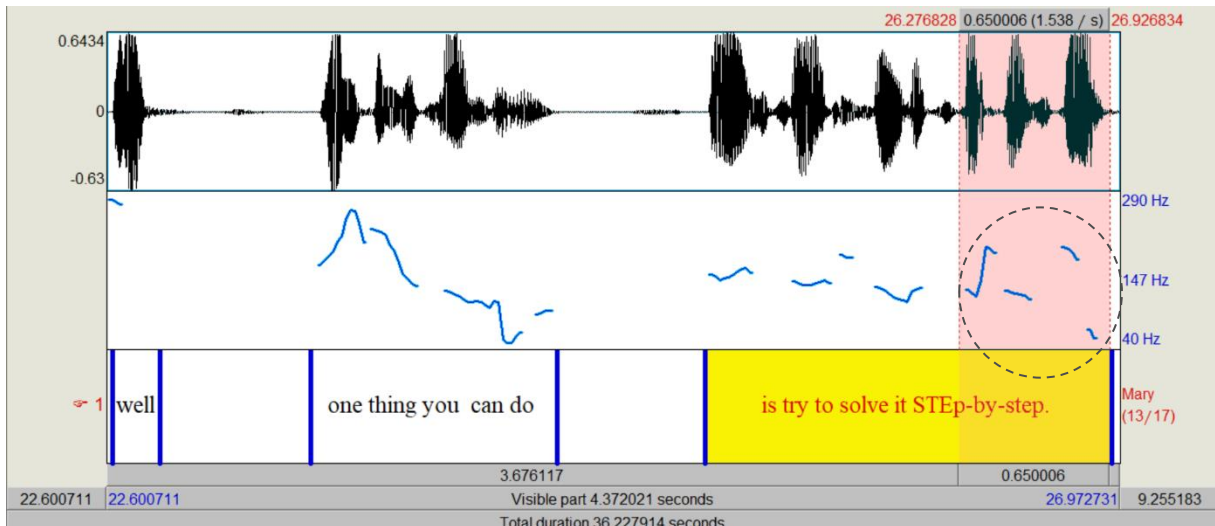 26.276828 0.650006 (1.538 / s) 26.926834
0.6434
0
-0.63
290 Hz
147 Hz
40 Hz
☞ 1 well one thing you can do is try to solve it STEp-by-step. Mary
(13/17)
3.676117 0.650006
22.600711 22.600711 Visible part 4.372021 seconds 26.972731 9.255183
Total duration 36.227914 seconds